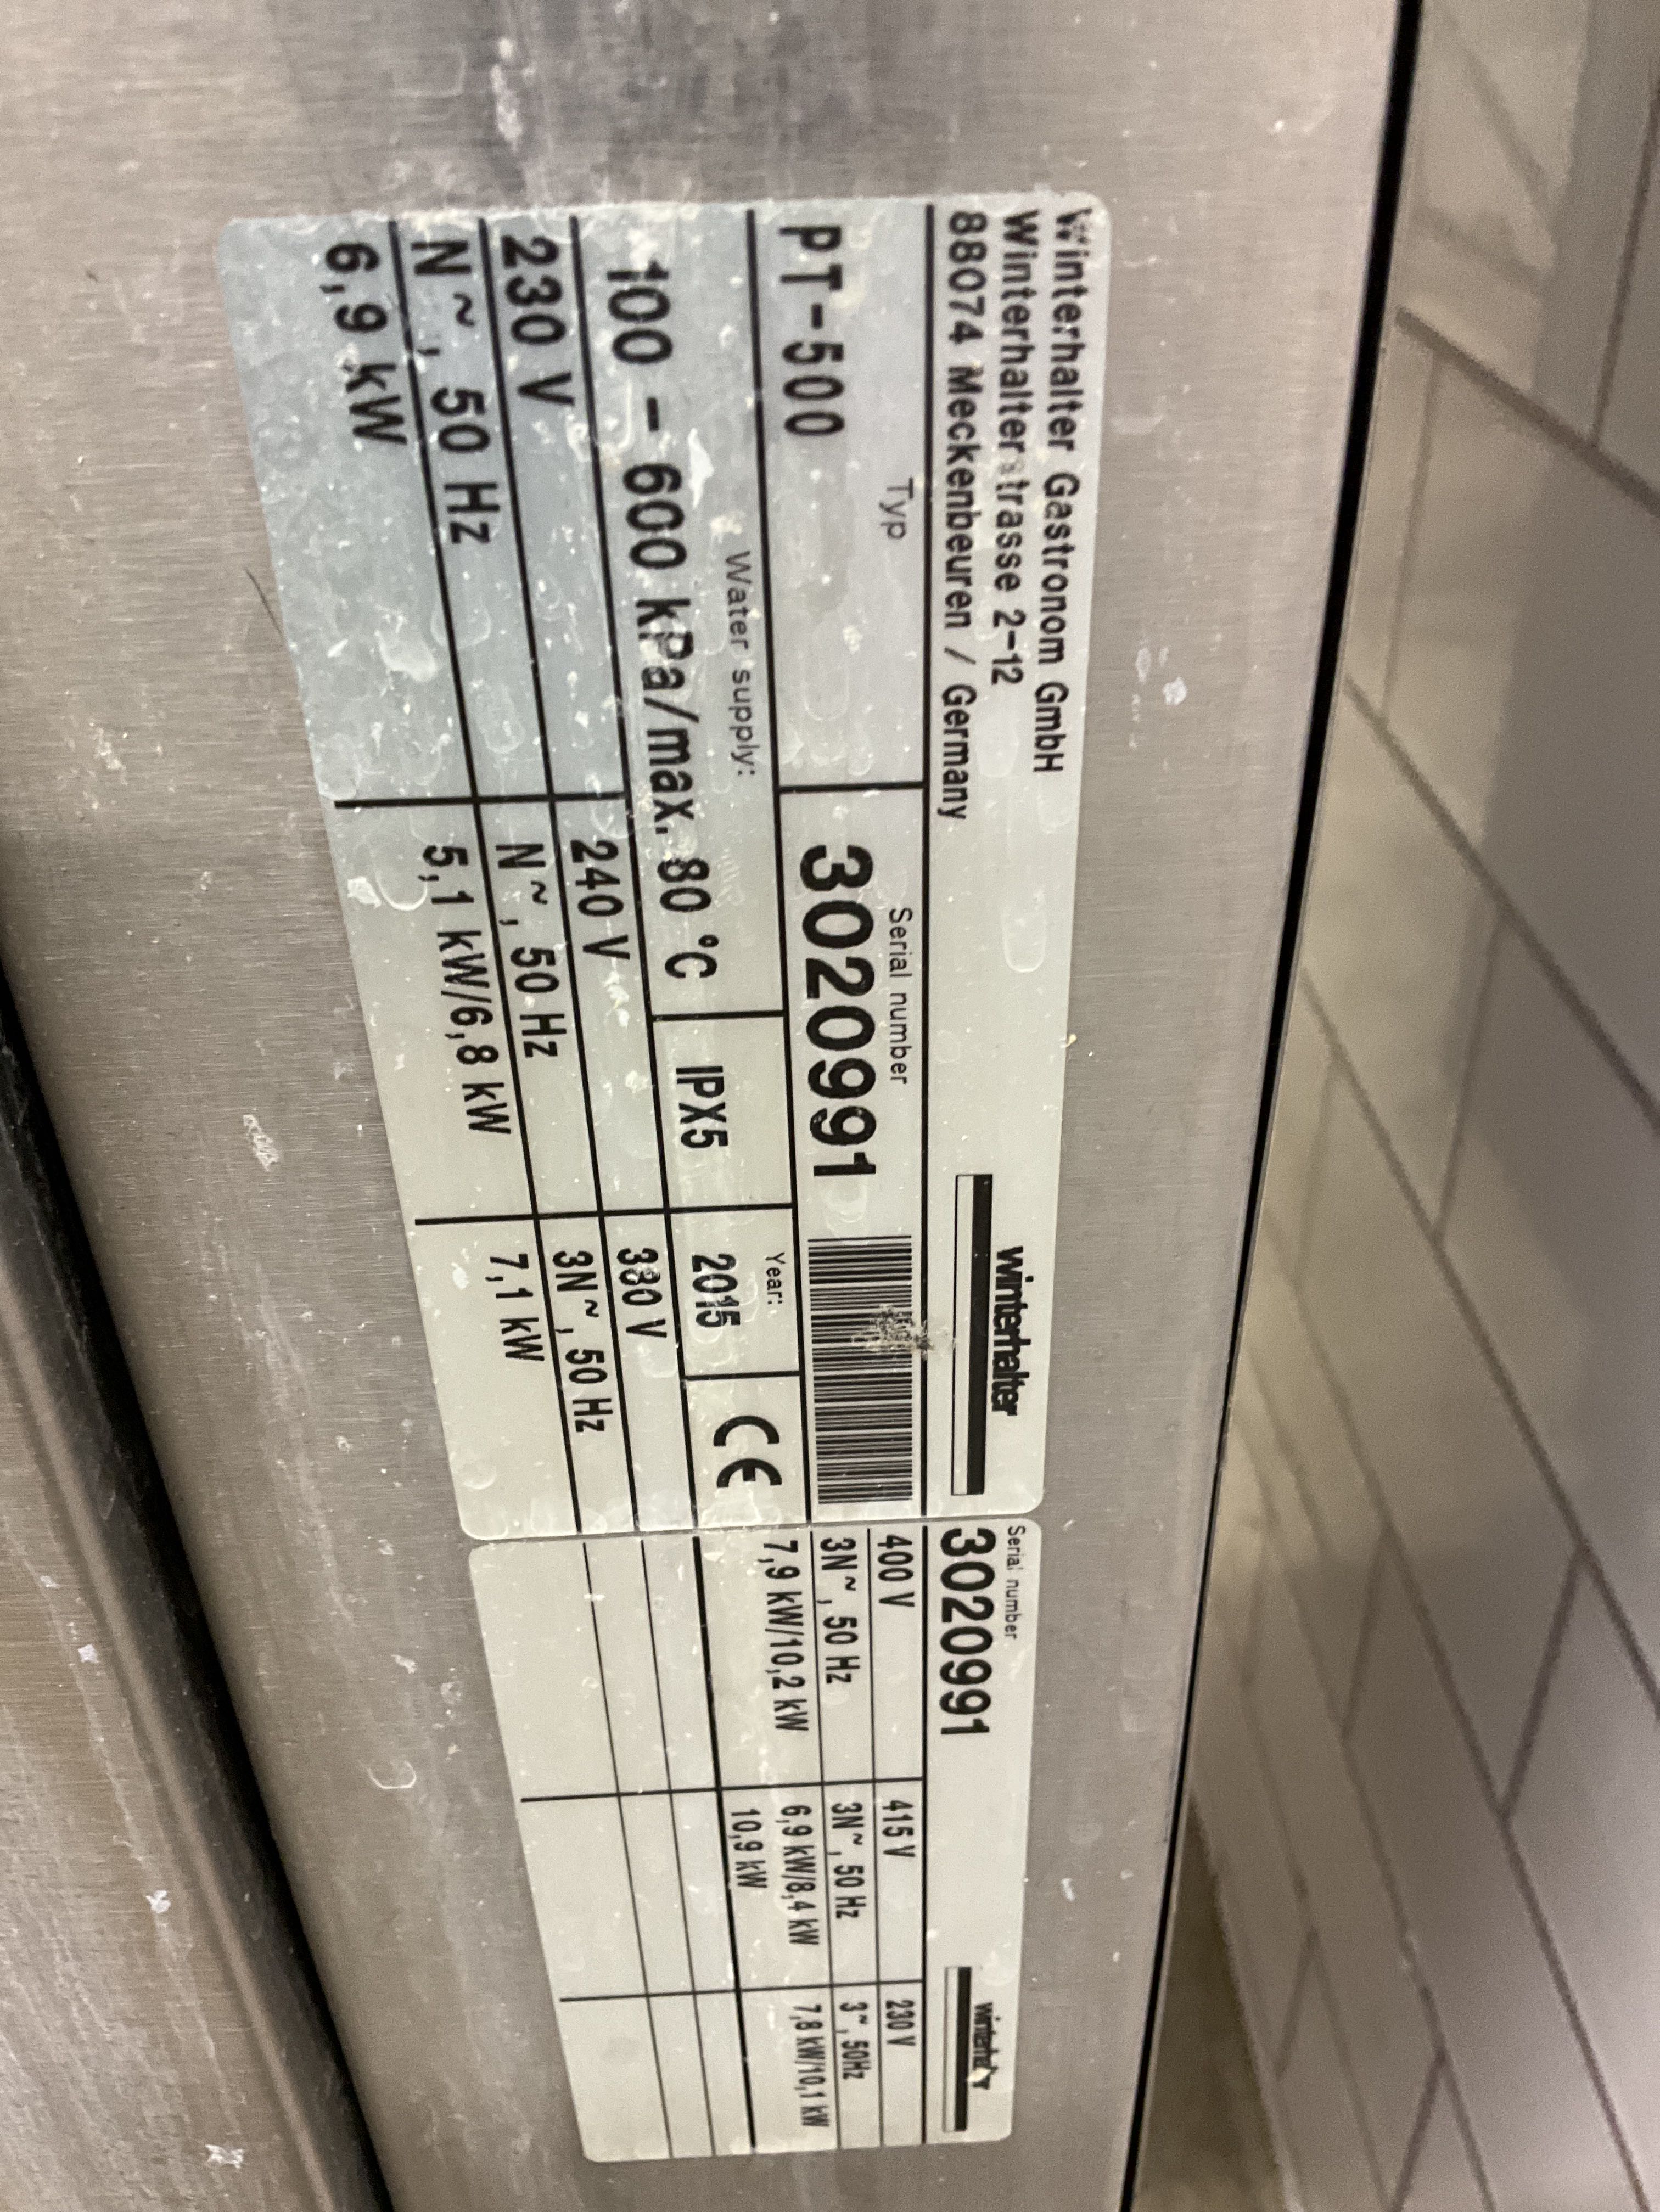 Winterhalter Gastronom GmbH
Winterhalterstrasse 2-12
88074 Meckenbeuren / Germany
winterhalter
Typ
PT-500
Serial number
3020991
Water supply:
100 - 600 kPa/max. 80 °C
IPX5
Year:
2015
CE
230 V
240 V
380 V
N~, 50 Hz
N~, 50 Hz
3N~, 50 Hz
6,9 kW
5,1 kW/6,8 kW
7,1 kW
Serial number
3020991
winterhalter
400 V
415 V
230 V
3N~, 50 Hz
3N~, 50 Hz
3~, 50Hz
7,9 kW/10,2 kW
6,9 kW/8,4 kW
10,9 kW
7,8 kW/10,1 kW